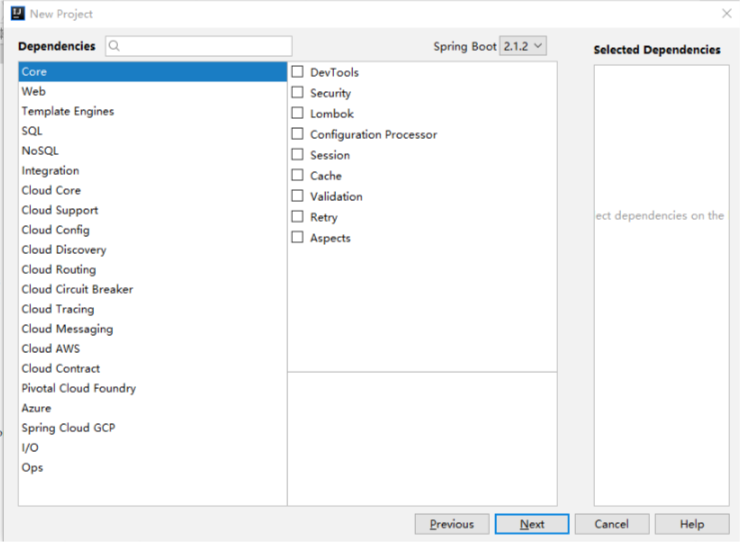 New Project
Dependencies
Spring Boot 2.1.2
Selected Dependencies
Core
Web
Template Engines
SQL
NoSQL
Integration
Cloud Core
Cloud Support
Cloud Config
Cloud Discovery
Cloud Routing
Cloud Circuit Breaker
Cloud Tracing
Cloud Messaging
Cloud AWS
Cloud Contract
Pivotal Cloud Foundry
Azure
Spring Cloud GCP
I/O
Ops
DevTools
Security
Lombok
Configuration Processor
Session
Cache
Validation
Retry
Aspects
ect dependencies on the
Previous
Next
Cancel
Help